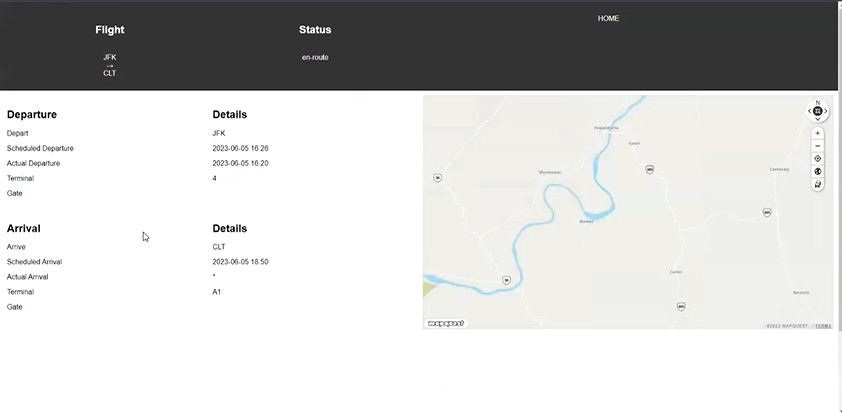 Flight
Status
HOME
JFK
→
CLT
en-route
Departure
Details
Depart
JFK
Scheduled Departure
2023-06-05 16:26
Actual Departure
2023-06-05 16:20
Terminal
4
Gate
Arrival
Details
Arrive
CLT
Scheduled Arrival
2023-06-05 18:50
Actual Arrival
*
Terminal
A1
Gate
N
mapquest
©2023 MAPQUEST, | TERMS